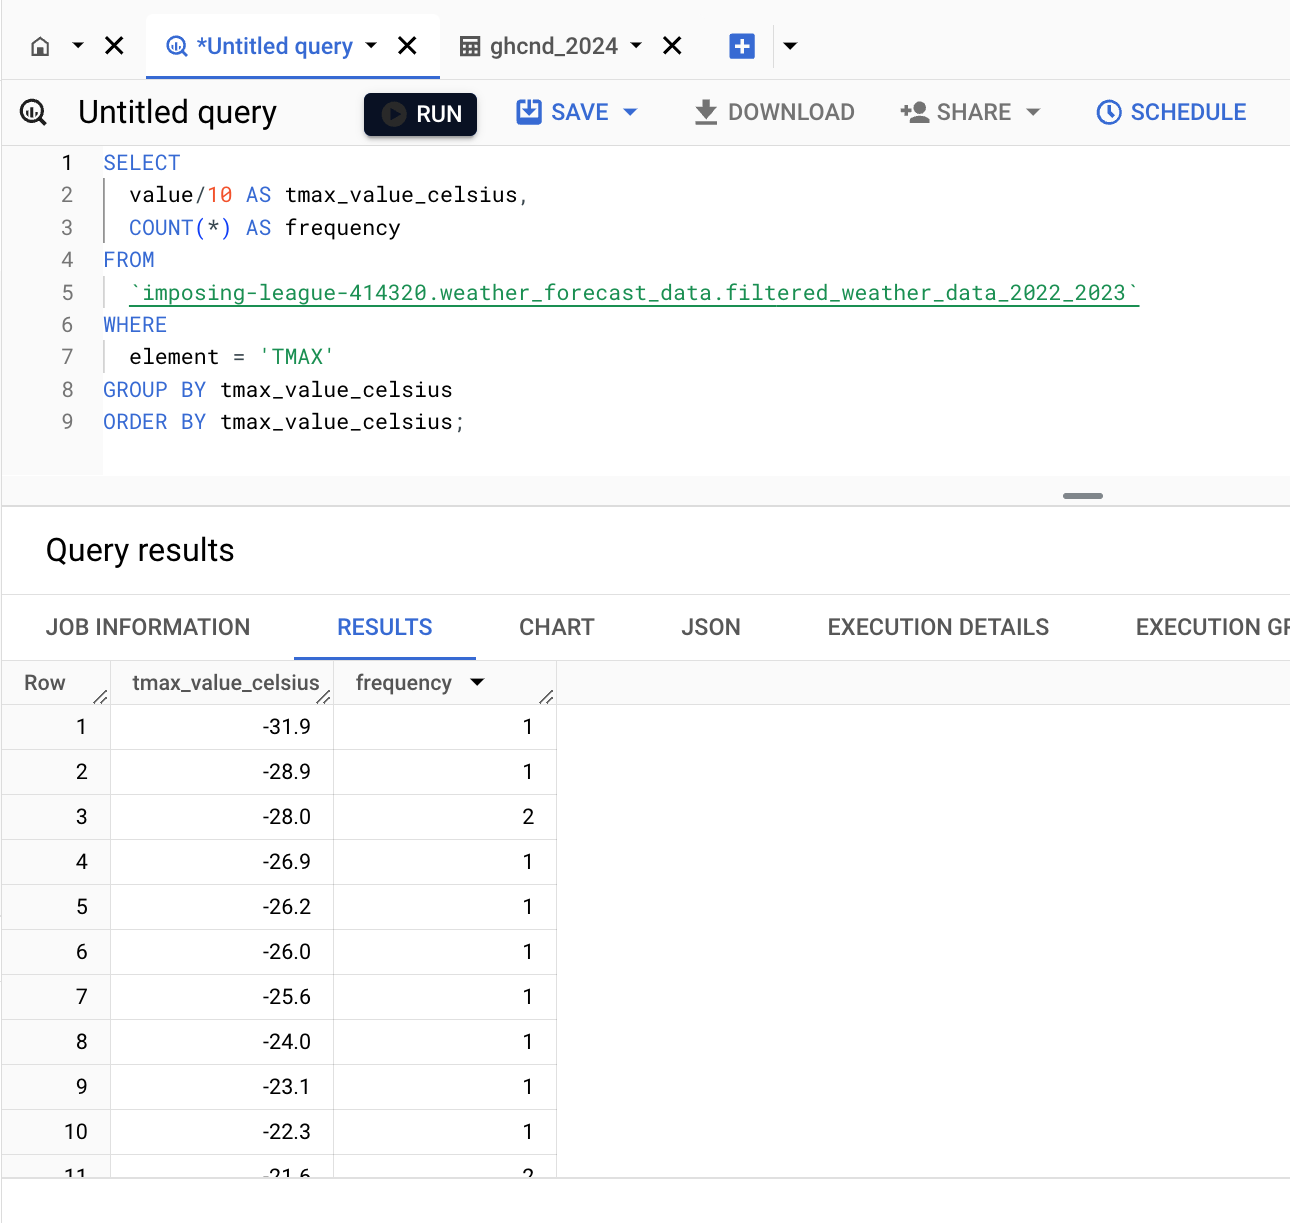 *Untitled query ghcnd_2024
Untitled query RUN SAVE DOWNLOAD SHARE SCHEDULE
1 SELECT
2 value/10 AS tmax_value_celsius,
3 COUNT(*) AS frequency
4 FROM
5 `imposing-league-414320.weather_forecast_data.filtered_weather_data_2022_2023`
6 WHERE
7 element = 'TMAX'
8 GROUP BY tmax_value_celsius
9 ORDER BY tmax_value_celsius;
Query results
JOB INFORMATION RESULTS CHART JSON EXECUTION DETAILS EXECUTION GR
Row tmax_value_celsius frequency
1 -31.9 1
2 -28.9 1
3 -28.0 2
4 -26.9 1
5 -26.2 1
6 -26.0 1
7 -25.6 1
8 -24.0 1
9 -23.1 1
10 -22.3 1
11 -21.6 2